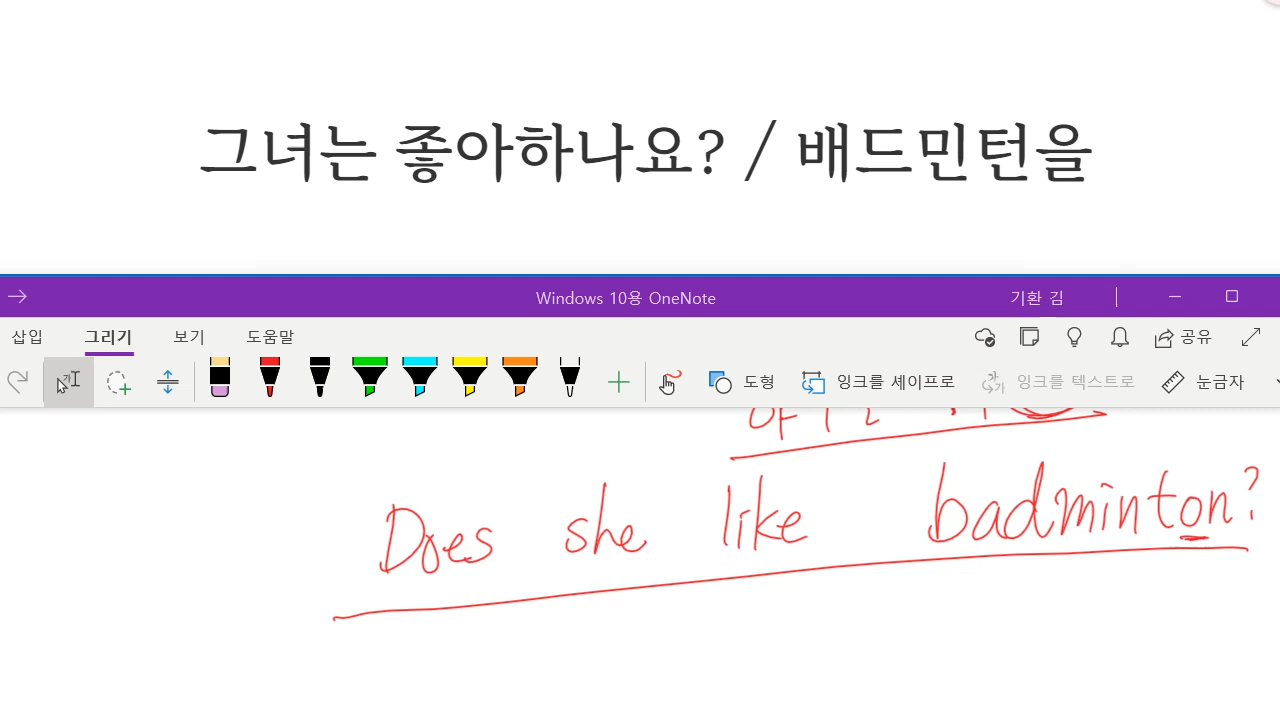 그녀는 좋아하나요? / 배드민턴을
Windows 10용 OneNote 기환 김
삽입 그리기 보기 도움말 공유
도형 잉크를 셰이프로 잉크를 텍스트로 눈금자
Does she like badminton?